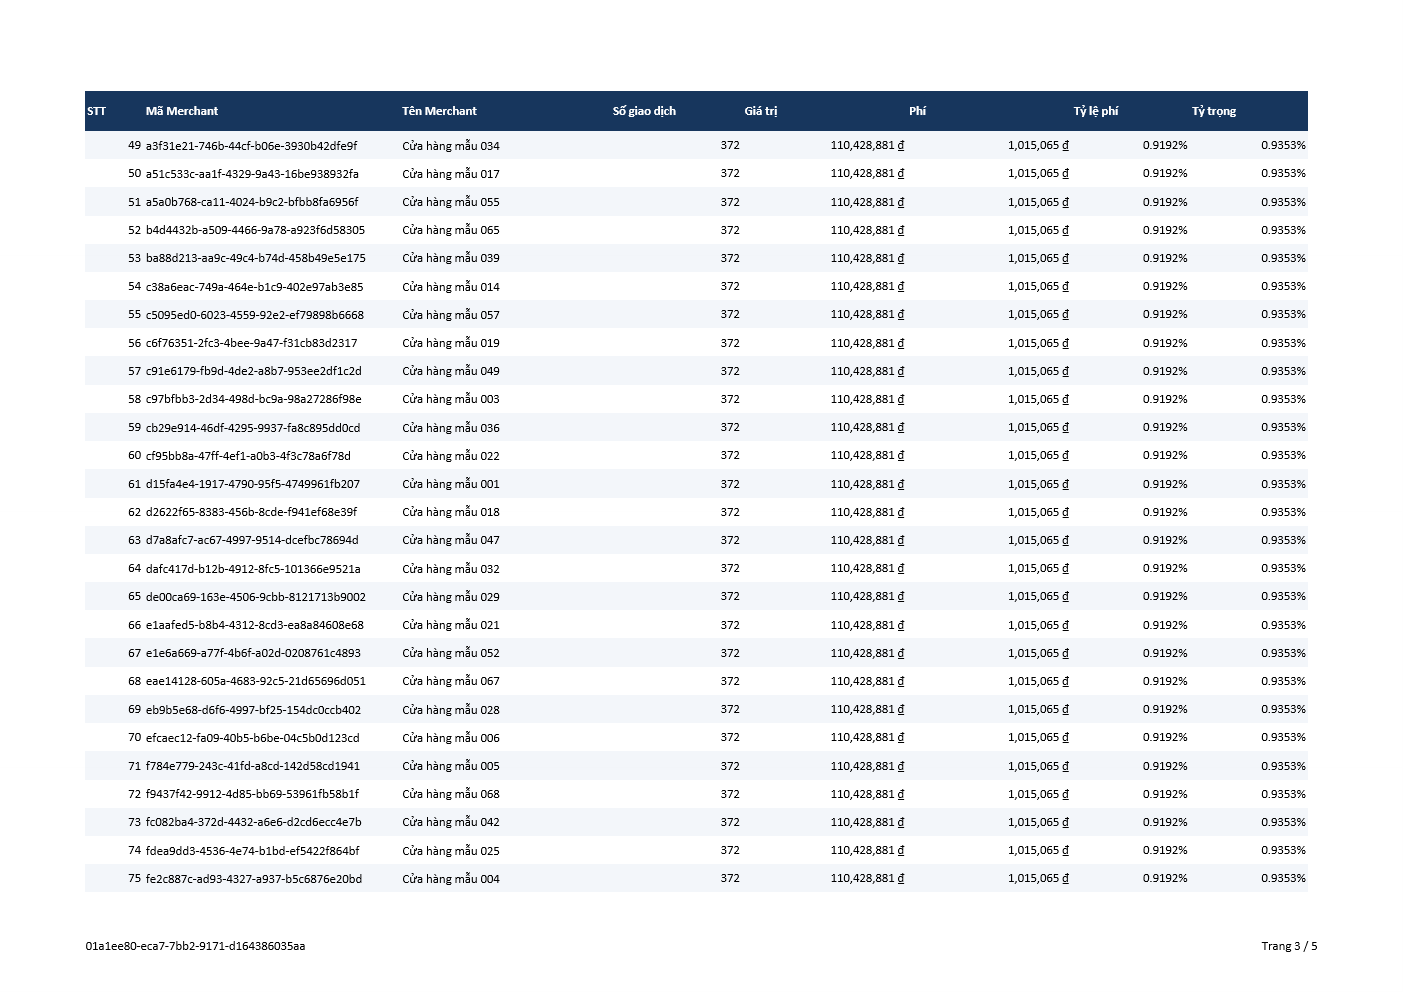 STT Mã Merchant Tên Merchant Số giao dịch Giá trị Phí Tỷ lệ phí Tỷ trọng
49 a3f31e21-746b-44cf-b06e-3930b42dfe9f Cửa hàng mẫu 034 372 110,428,881 ₫ 1,015,065 ₫ 0.9192% 0.9353%
50 a51c533c-aa1f-4329-9a43-16be938932fa Cửa hàng mẫu 017 372 110,428,881 ₫ 1,015,065 ₫ 0.9192% 0.9353%
51 a5a0b768-ca11-4024-b9c2-bfbb8fa6956f Cửa hàng mẫu 055 372 110,428,881 ₫ 1,015,065 ₫ 0.9192% 0.9353%
52 b4d4432b-a509-4466-9a78-a923f6d58305 Cửa hàng mẫu 065 372 110,428,881 ₫ 1,015,065 ₫ 0.9192% 0.9353%
53 ba88d213-aa9c-49c4-b74d-458b49e5e175 Cửa hàng mẫu 039 372 110,428,881 ₫ 1,015,065 ₫ 0.9192% 0.9353%
54 c38a6eac-749a-464e-b1c9-402e97ab3e85 Cửa hàng mẫu 014 372 110,428,881 ₫ 1,015,065 ₫ 0.9192% 0.9353%
55 c5095ed0-6023-4559-92e2-ef79898b6668 Cửa hàng mẫu 057 372 110,428,881 ₫ 1,015,065 ₫ 0.9192% 0.9353%
56 c6f76351-2fc3-4bee-9a47-f31cb83d2317 Cửa hàng mẫu 019 372 110,428,881 ₫ 1,015,065 ₫ 0.9192% 0.9353%
57 c91e6179-fb9d-4de2-a8b7-953ee2df1c2d Cửa hàng mẫu 049 372 110,428,881 ₫ 1,015,065 ₫ 0.9192% 0.9353%
58 c97bfbb3-2d34-498d-bc9a-98a27286f98e Cửa hàng mẫu 003 372 110,428,881 ₫ 1,015,065 ₫ 0.9192% 0.9353%
59 cb29e914-46df-4295-9937-fa8c895dd0cd Cửa hàng mẫu 036 372 110,428,881 ₫ 1,015,065 ₫ 0.9192% 0.9353%
60 cf95bb8a-47ff-4ef1-a0b3-4f3c78a6f78d Cửa hàng mẫu 022 372 110,428,881 ₫ 1,015,065 ₫ 0.9192% 0.9353%
61 d15fa4e4-1917-4790-95f5-4749961fb207 Cửa hàng mẫu 001 372 110,428,881 ₫ 1,015,065 ₫ 0.9192% 0.9353%
62 d2622f65-8383-456b-8cde-f941ef68e39f Cửa hàng mẫu 018 372 110,428,881 ₫ 1,015,065 ₫ 0.9192% 0.9353%
63 d7a8afc7-ac67-4997-9514-dcefbc78694d Cửa hàng mẫu 047 372 110,428,881 ₫ 1,015,065 ₫ 0.9192% 0.9353%
64 dafc417d-b12b-4912-8fc5-101366e9521a Cửa hàng mẫu 032 372 110,428,881 ₫ 1,015,065 ₫ 0.9192% 0.9353%
65 de00ca69-163e-4506-9cbb-8121713b9002 Cửa hàng mẫu 029 372 110,428,881 ₫ 1,015,065 ₫ 0.9192% 0.9353%
66 e1aafed5-b8b4-4312-8cd3-ea8a84608e68 Cửa hàng mẫu 021 372 110,428,881 ₫ 1,015,065 ₫ 0.9192% 0.9353%
67 e1e6a669-a77f-4b6f-a02d-0208761c4893 Cửa hàng mẫu 052 372 110,428,881 ₫ 1,015,065 ₫ 0.9192% 0.9353%
68 eae14128-605a-4683-92c5-21d65696d051 Cửa hàng mẫu 067 372 110,428,881 ₫ 1,015,065 ₫ 0.9192% 0.9353%
69 eb9b5e68-d6f6-4997-bf25-154dc0ccb402 Cửa hàng mẫu 028 372 110,428,881 ₫ 1,015,065 ₫ 0.9192% 0.9353%
70 efcaec12-fa09-40b5-b6be-04c5b0d123cd Cửa hàng mẫu 006 372 110,428,881 ₫ 1,015,065 ₫ 0.9192% 0.9353%
71 f784e779-243c-41fd-a8cd-142d58cd1941 Cửa hàng mẫu 005 372 110,428,881 ₫ 1,015,065 ₫ 0.9192% 0.9353%
72 f9437f42-9912-4d85-bb69-53961fb58b1f Cửa hàng mẫu 068 372 110,428,881 ₫ 1,015,065 ₫ 0.9192% 0.9353%
73 fc082ba4-372d-4432-a6e6-d2cd6ecc4e7b Cửa hàng mẫu 042 372 110,428,881 ₫ 1,015,065 ₫ 0.9192% 0.9353%
74 fdea9dd3-4536-4e74-b1bd-ef5422f864bf Cửa hàng mẫu 025 372 110,428,881 ₫ 1,015,065 ₫ 0.9192% 0.9353%
75 fe2c887c-ad93-4327-a937-b5c6876e20bd Cửa hàng mẫu 004 372 110,428,881 ₫ 1,015,065 ₫ 0.9192% 0.9353%
01a1ee80-eca7-7bb2-9171-d164386035aa Trang 3 / 5